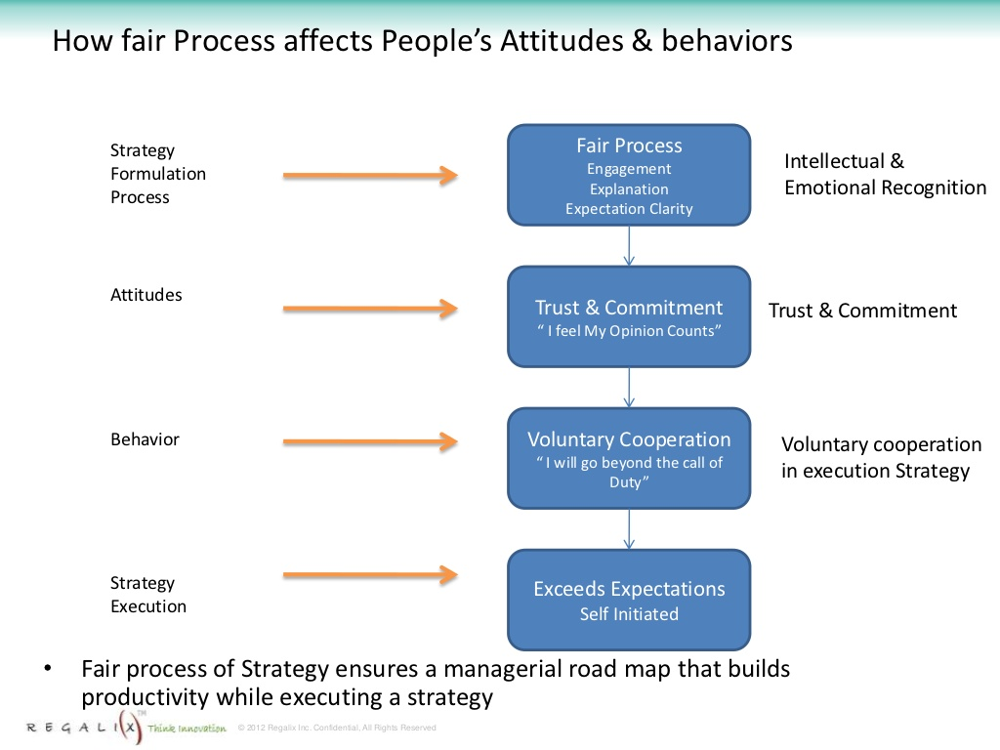 How fair Process affects People’s Attitudes & behaviors
Strategy
Formulation
Process
Fair Process
Engagement
Explanation
Expectation Clarity
Intellectual &
Emotional Recognition
Attitudes
Trust & Commitment
“ I feel My Opinion Counts”
Trust & Commitment
Behavior
Voluntary Cooperation
“ I will go beyond the call of
Duty”
Voluntary cooperation
in execution Strategy
Strategy
Execution
Exceeds Expectations
Self Initiated
• Fair process of Strategy ensures a managerial road map that builds
productivity while executing a strategy
REGALIX™ Think Innovation © 2012 Regalix Inc. Confidential, All Rights Reserved